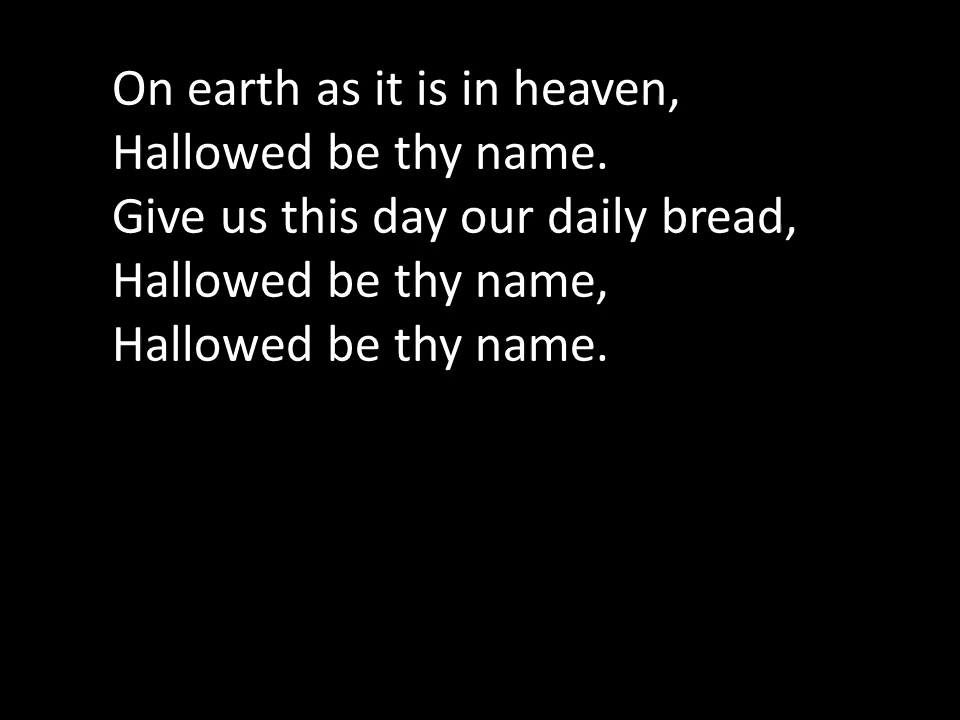 On earth as it is in heaven,
Hallowed be thy name.
Give us this day our daily bread,
Hallowed be thy name,
Hallowed be thy name.